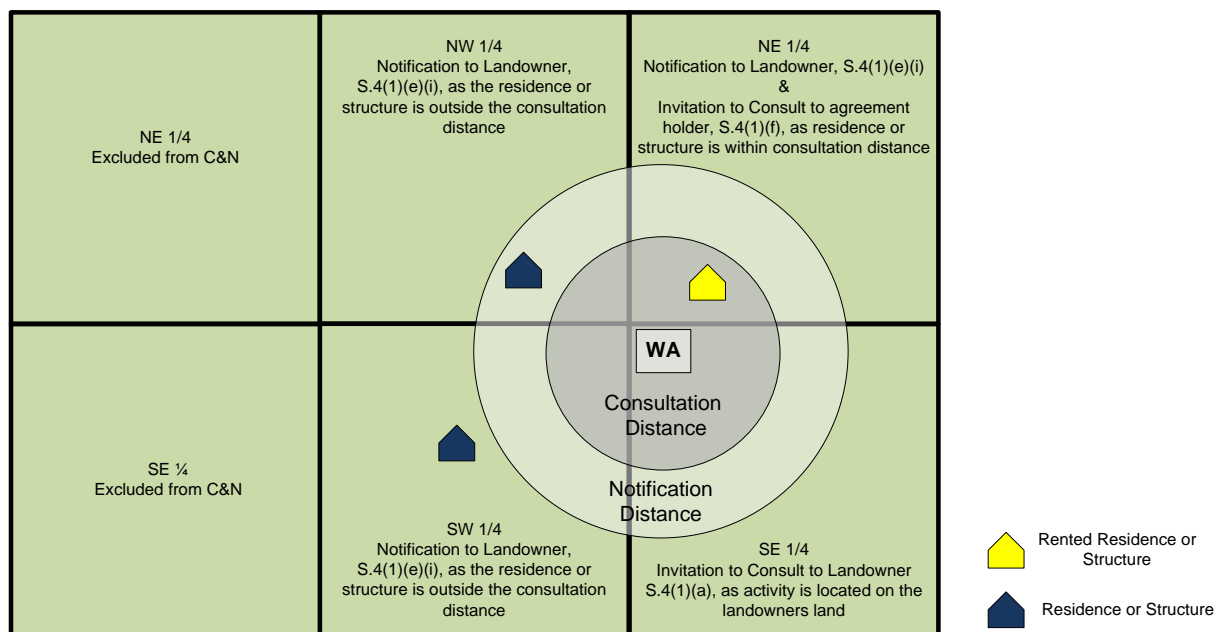 NE 1/4
Excluded from C&N
NW 1/4
Notification to Landowner,
S.4(1)(e)(i), as the residence or
structure is outside the consultation
distance
NE 1/4
Notification to Landowner, S.4(1)(e)(i)
&
Invitation to Consult to agreement
holder, S.4(1)(f), as residence or
structure is within consultation distance
WA
Consultation
Distance
Notification
Distance
SE ¼
Excluded from C&N
SW 1/4
Notification to Landowner,
S.4(1)(e)(i), as the residence or
structure is outside the consultation
distance
SE 1/4
Invitation to Consult to Landowner
S.4(1)(a), as activity is located on the
landowners land
Rented Residence or
Structure
Residence or Structure